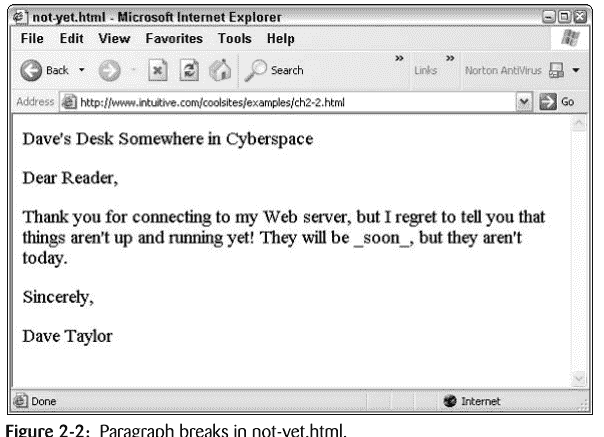 not-yet.html - Microsoft Internet Explorer
File Edit View Favorites Tools Help
Back Search » Links » Norton AntiVirus
Address http://www.intuitive.com/coolsites/examples/ch2-2.html Go
Dave's Desk Somewhere in Cyberspace
Dear Reader,
Thank you for connecting to my Web server, but I regret to tell you that
things aren't up and running yet! They will be _soon_, but they aren't
today.
Sincerely,
Dave Taylor
Done Internet
Figure 2-2: Paragraph breaks in not-yet.html.